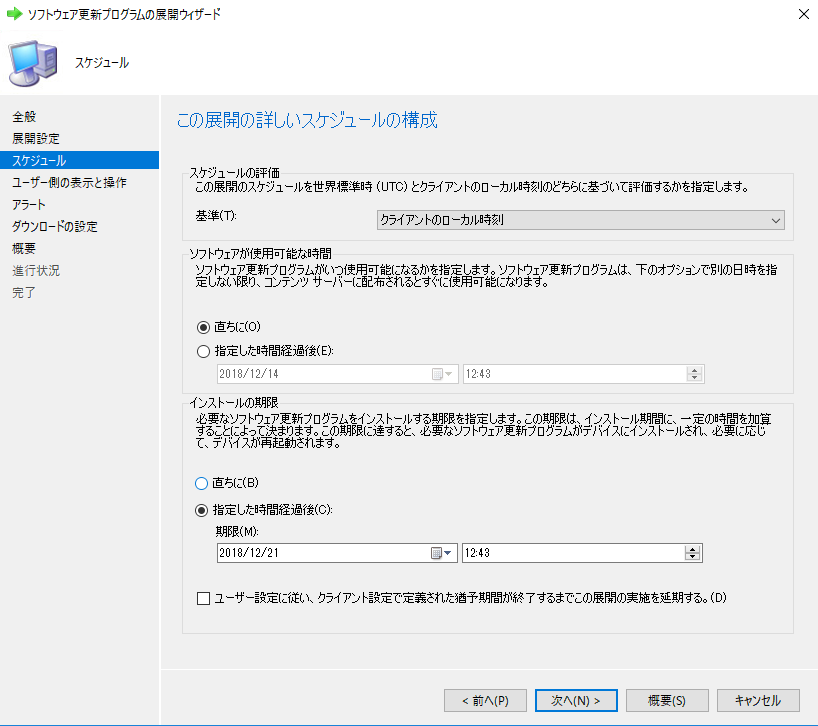 ソフトウェア更新プログラムの展開ウィザード
スケジュール
全般
展開設定
スケジュール
ユーザー側の表示と操作
アラート
ダウンロードの設定
概要
進行状況
完了
この展開の詳しいスケジュールの構成
スケジュールの評価
この展開のスケジュールを世界標準時 (UTC) とクライアントのローカル時刻のどちらに基づいて評価するかを指定します。
基準(T):
クライアントのローカル時刻
ソフトウェアが使用可能な時間
ソフトウェア更新プログラムがいつ使用可能になるかを指定します。ソフトウェア更新プログラムは、下のオプションで別の日時を指
定しない限り、コンテンツ サーバーに配布されるとすぐに使用可能になります。
直ちに(O)
指定した時間経過後(E):
2018/12/14
12:43
インストールの期限
必要なソフトウェア更新プログラムをインストールする期限を指定します。この期限は、インストール期間に、一定の時間を加算
することによって決まります。この期限に達すると、必要なソフトウェア更新プログラムがデバイスにインストールされ、必要に応じ
て、デバイスが再起動されます。
直ちに(B)
指定した時間経過後(C):
期限(M):
2018/12/21
12:43
ユーザー設定に従い、クライアント設定で定義された猶予期間が終了するまでこの展開の実施を延期する。(D)
< 前へ(P)
次へ(N) >
概要(S)
キャンセル